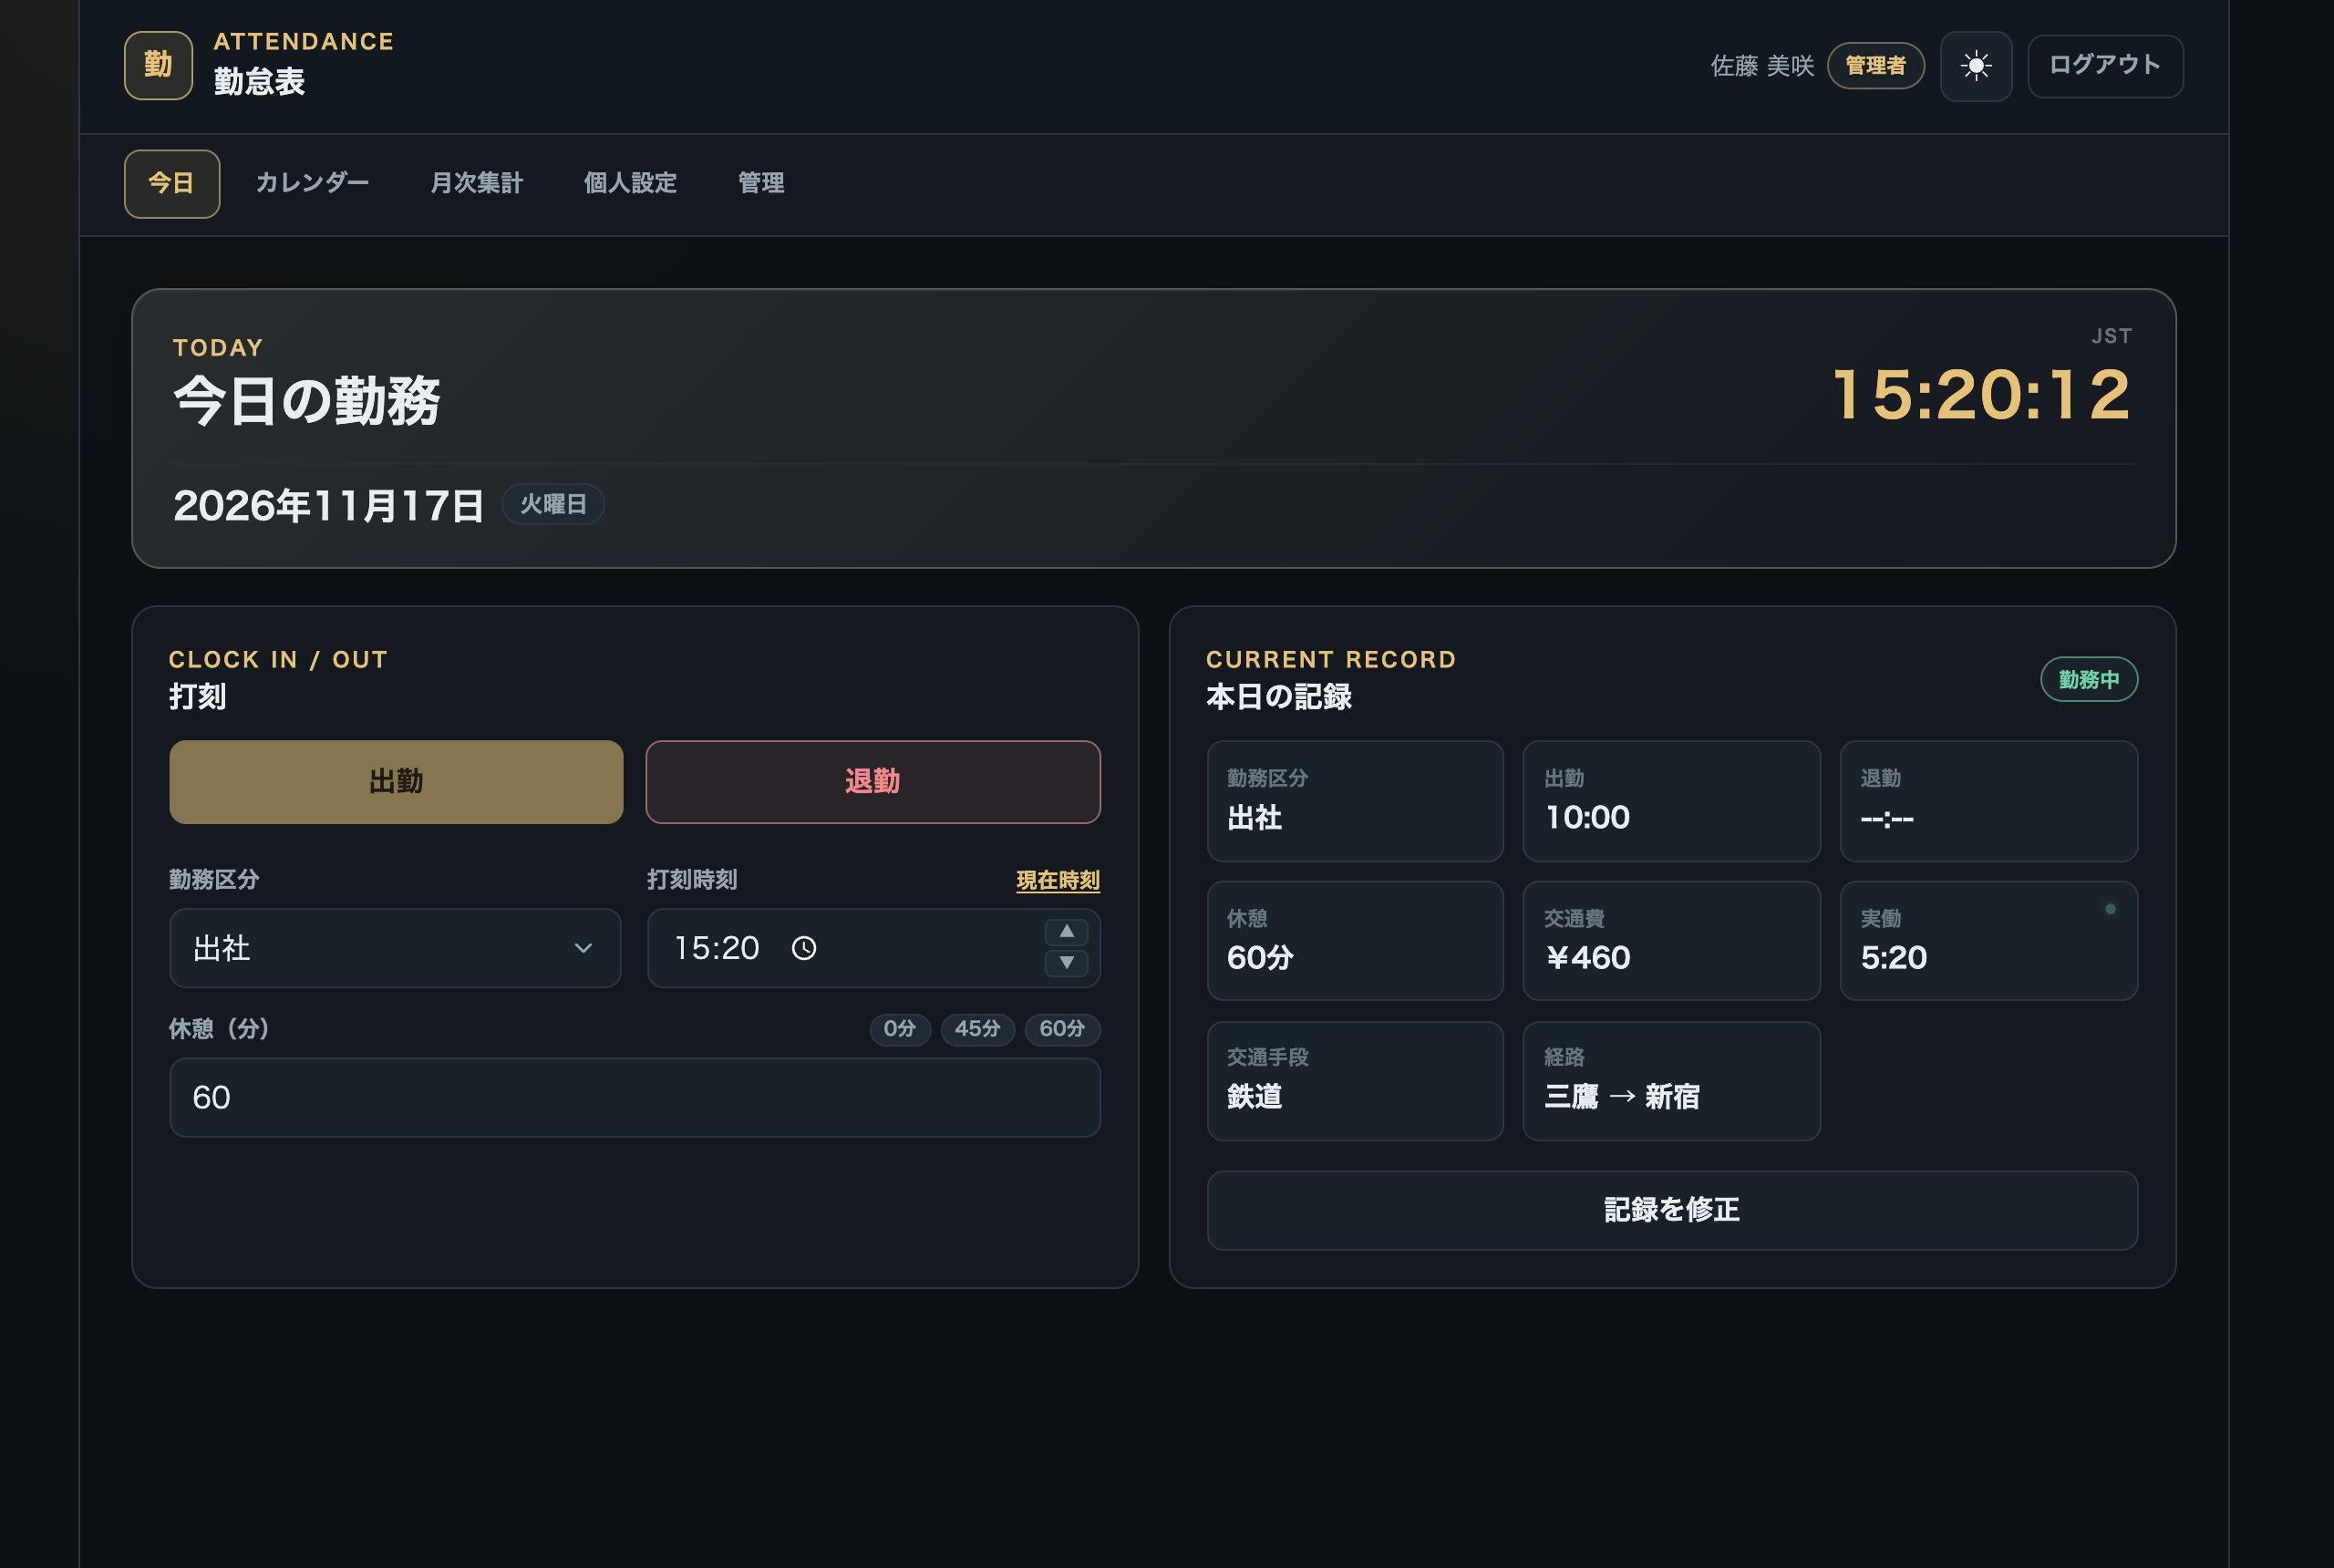 勤
ATTENDANCE
勤怠表
佐藤 美咲
管理者
ログアウト
今日
カレンダー
月次集計
個人設定
管理
TODAY
今日の勤務
JST
15:20:12
2026年11月17日
火曜日
CLOCK IN / OUT
打刻
出勤
退勤
勤務区分
打刻時刻
現在時刻
出社
15:20
休憩（分）
0分
45分
60分
60
CURRENT RECORD
本日の記録
勤務中
勤務区分
出社
出勤
10:00
退勤
--:--
休憩
60分
交通費
¥460
実働
5:20
交通手段
鉄道
経路
三鷹 → 新宿
記録を修正